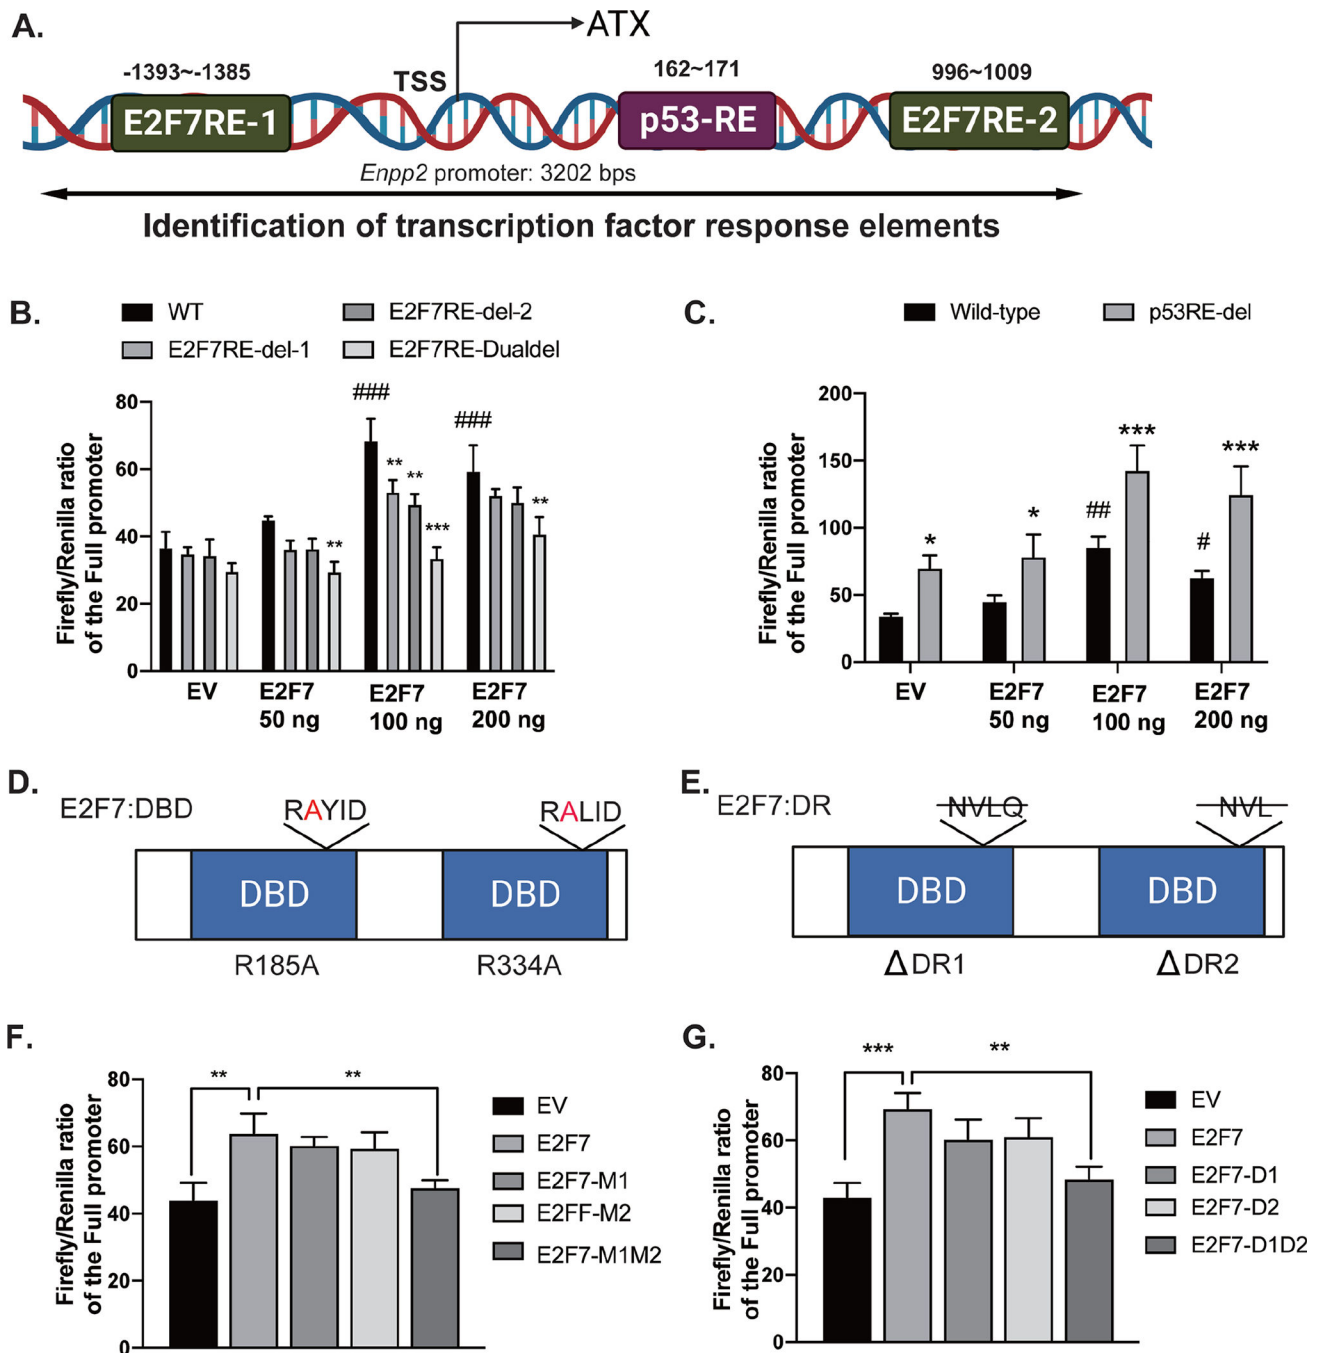 A.
ATX
-1393~-1385
TSS
162~171
996~1009
E2F7RE-1
p53-RE
E2F7RE-2
Enpp2 promoter: 3202 bps
Identification of transcription factor response elements
B.
WT
E2F7RE-del-2
E2F7RE-del-1
E2F7RE-Dualdel
Firefly/Renilla ratio
of the Full promoter
80
60
40
20
0
###
###
**
**
**
***
**
EV
E2F7
50 ng
E2F7
100 ng
E2F7
200 ng
C.
Wild-type
p53RE-del
Firefly/Renilla ratio
of the Full promoter
200
150
100
50
0
*
*
##
***
#
***
EV
E2F7
50 ng
E2F7
100 ng
E2F7
200 ng
D.
E2F7:DBD
RAYID
RALID
DBD
DBD
R185A
R334A
E.
E2F7:DR
NVLQ
NVL
DBD
DBD
ΔDR1
ΔDR2
F.
Firefly/Renilla ratio
of the Full promoter
80
60
40
20
0
**
**
EV
E2F7
E2F7-M1
E2FF-M2
E2F7-M1M2
G.
Firefly/Renilla ratio
of the Full promoter
80
60
40
20
0
***
**
EV
E2F7
E2F7-D1
E2F7-D2
E2F7-D1D2